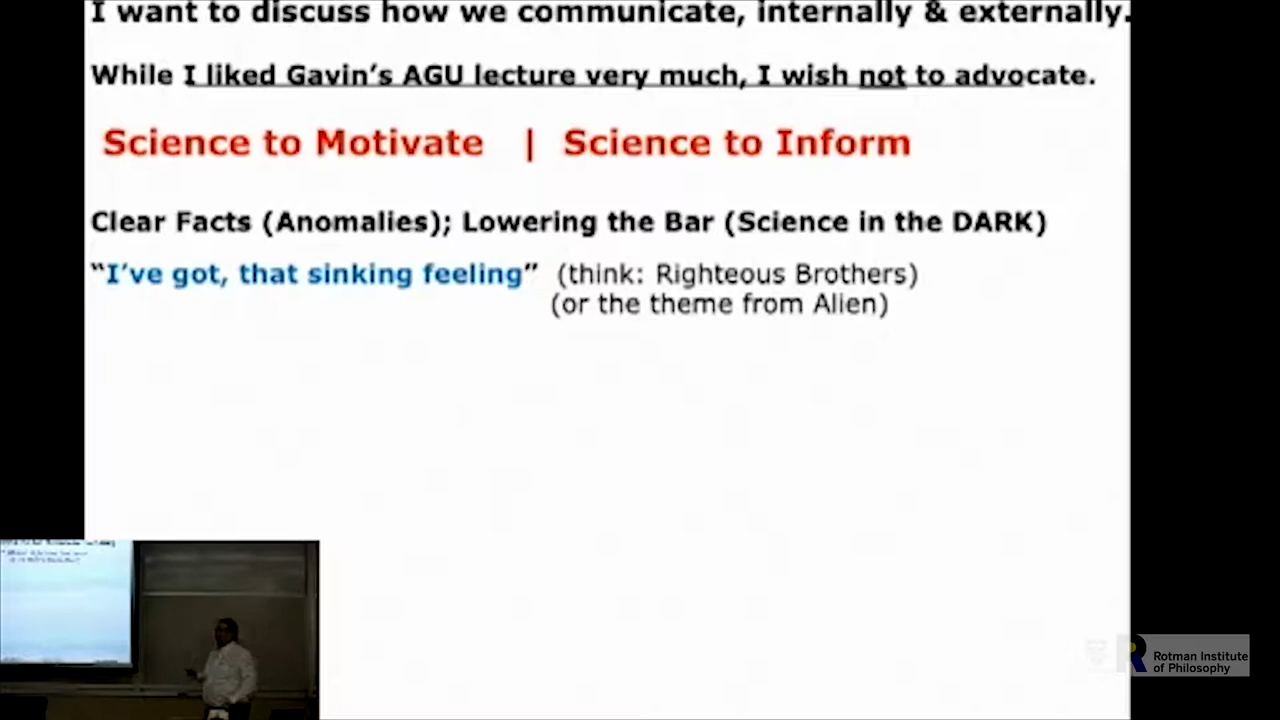 I want to discuss how we communicate, internally & externally.
While I liked Gavin's AGU lecture very much, I wish not to advocate.
Science to Motivate | Science to Inform
Clear Facts (Anomalies); Lowering the Bar (Science in the DARK)
“I've got, that sinking feeling” (think: Righteous Brothers)
(or the theme from Alien)
Rotman Institute
of Philosophy